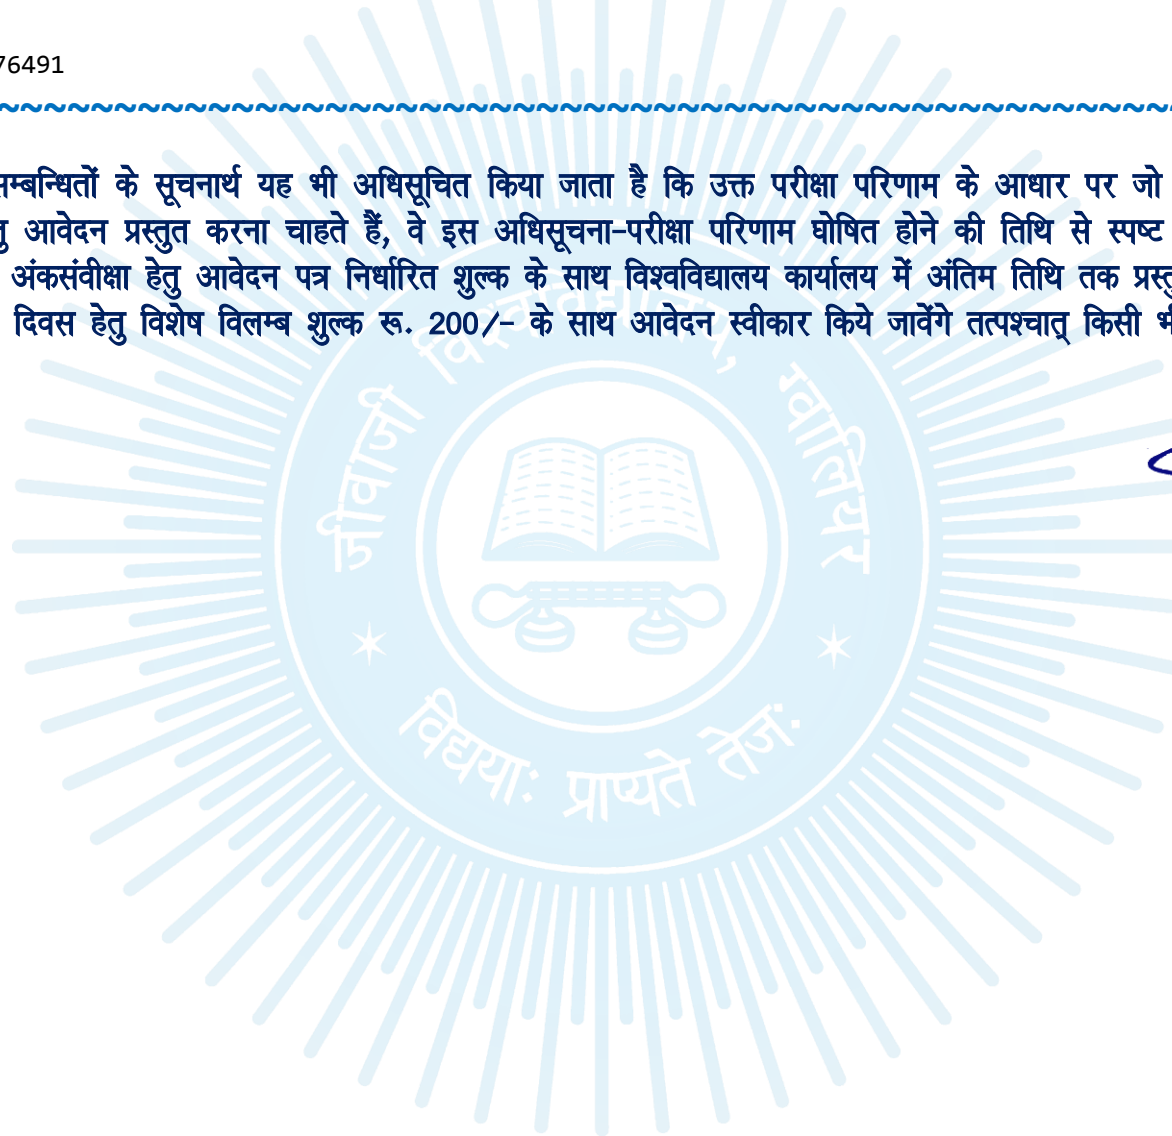 76491
सम्बन्धितों के सूचनार्थ यह भी अधिसूचित किया जाता है कि उक्त परीक्षा परिणाम के आधार पर जो
तु आवेदन प्रस्तुत करना चाहते हैं, वे इस अधिसूचना-परीक्षा परिणाम घोषित होने की तिथि से स्पष्ट
अंकसंवीक्षा हेतु आवेदन पत्र निर्धारित शुल्क के साथ विश्वविद्यालय कार्यालय में अंतिम तिथि तक प्रस्तु
दिवस हेतु विशेष विलम्ब शुल्क रू. 200/- के साथ आवेदन स्वीकार किये जावेंगे तत्पश्चात् किसी भी
जीवाजी विश्वविद्यालय, ग्वालियर
विद्यया: प्राप्यते तेज: